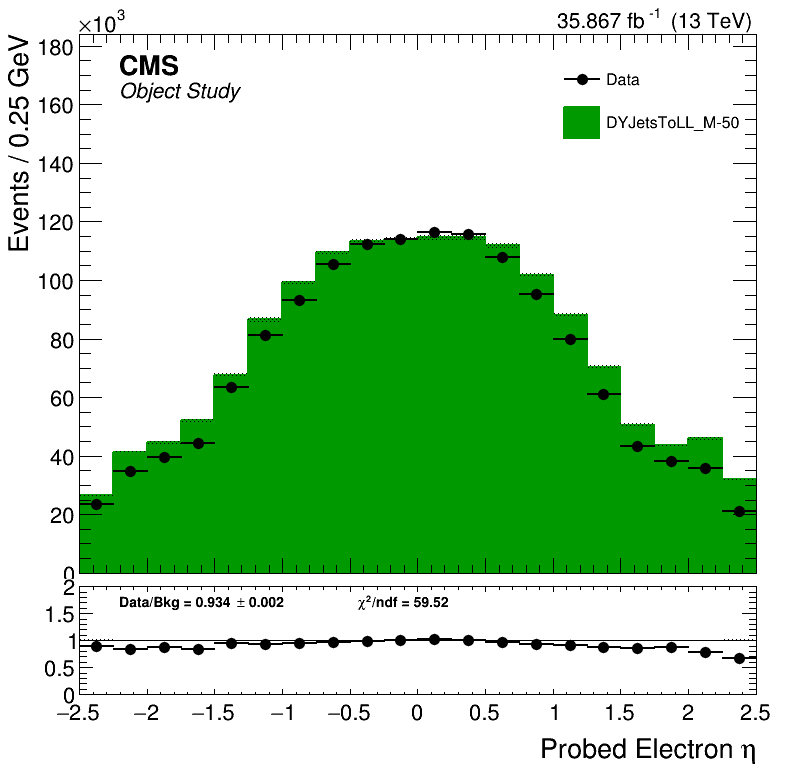 ×10³
35.867 fb⁻¹ (13 TeV)
Events / 0.25 GeV
CMS
Object Study
Data
DYJetsToLL_M-50
180
160
140
120
100
80
60
40
20
0
Data/Bkg = 0.934 ± 0.002
χ²/ndf = 59.52
2
1.5
1
0.5
0
−2.5 −2 −1.5 −1 −0.5 0 0.5 1 1.5 2 2.5
Probed Electron η